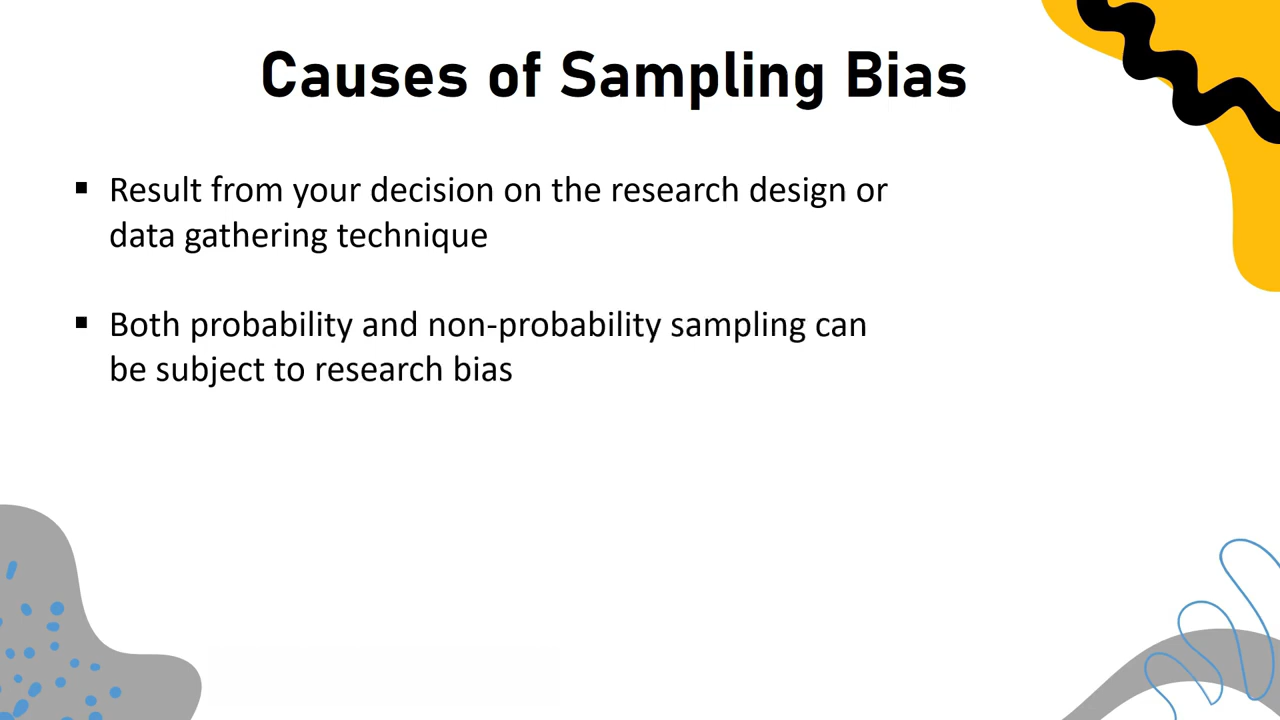 Causes of Sampling Bias
▪ Result from your decision on the research design or
data gathering technique
▪ Both probability and non-probability sampling can
be subject to research bias